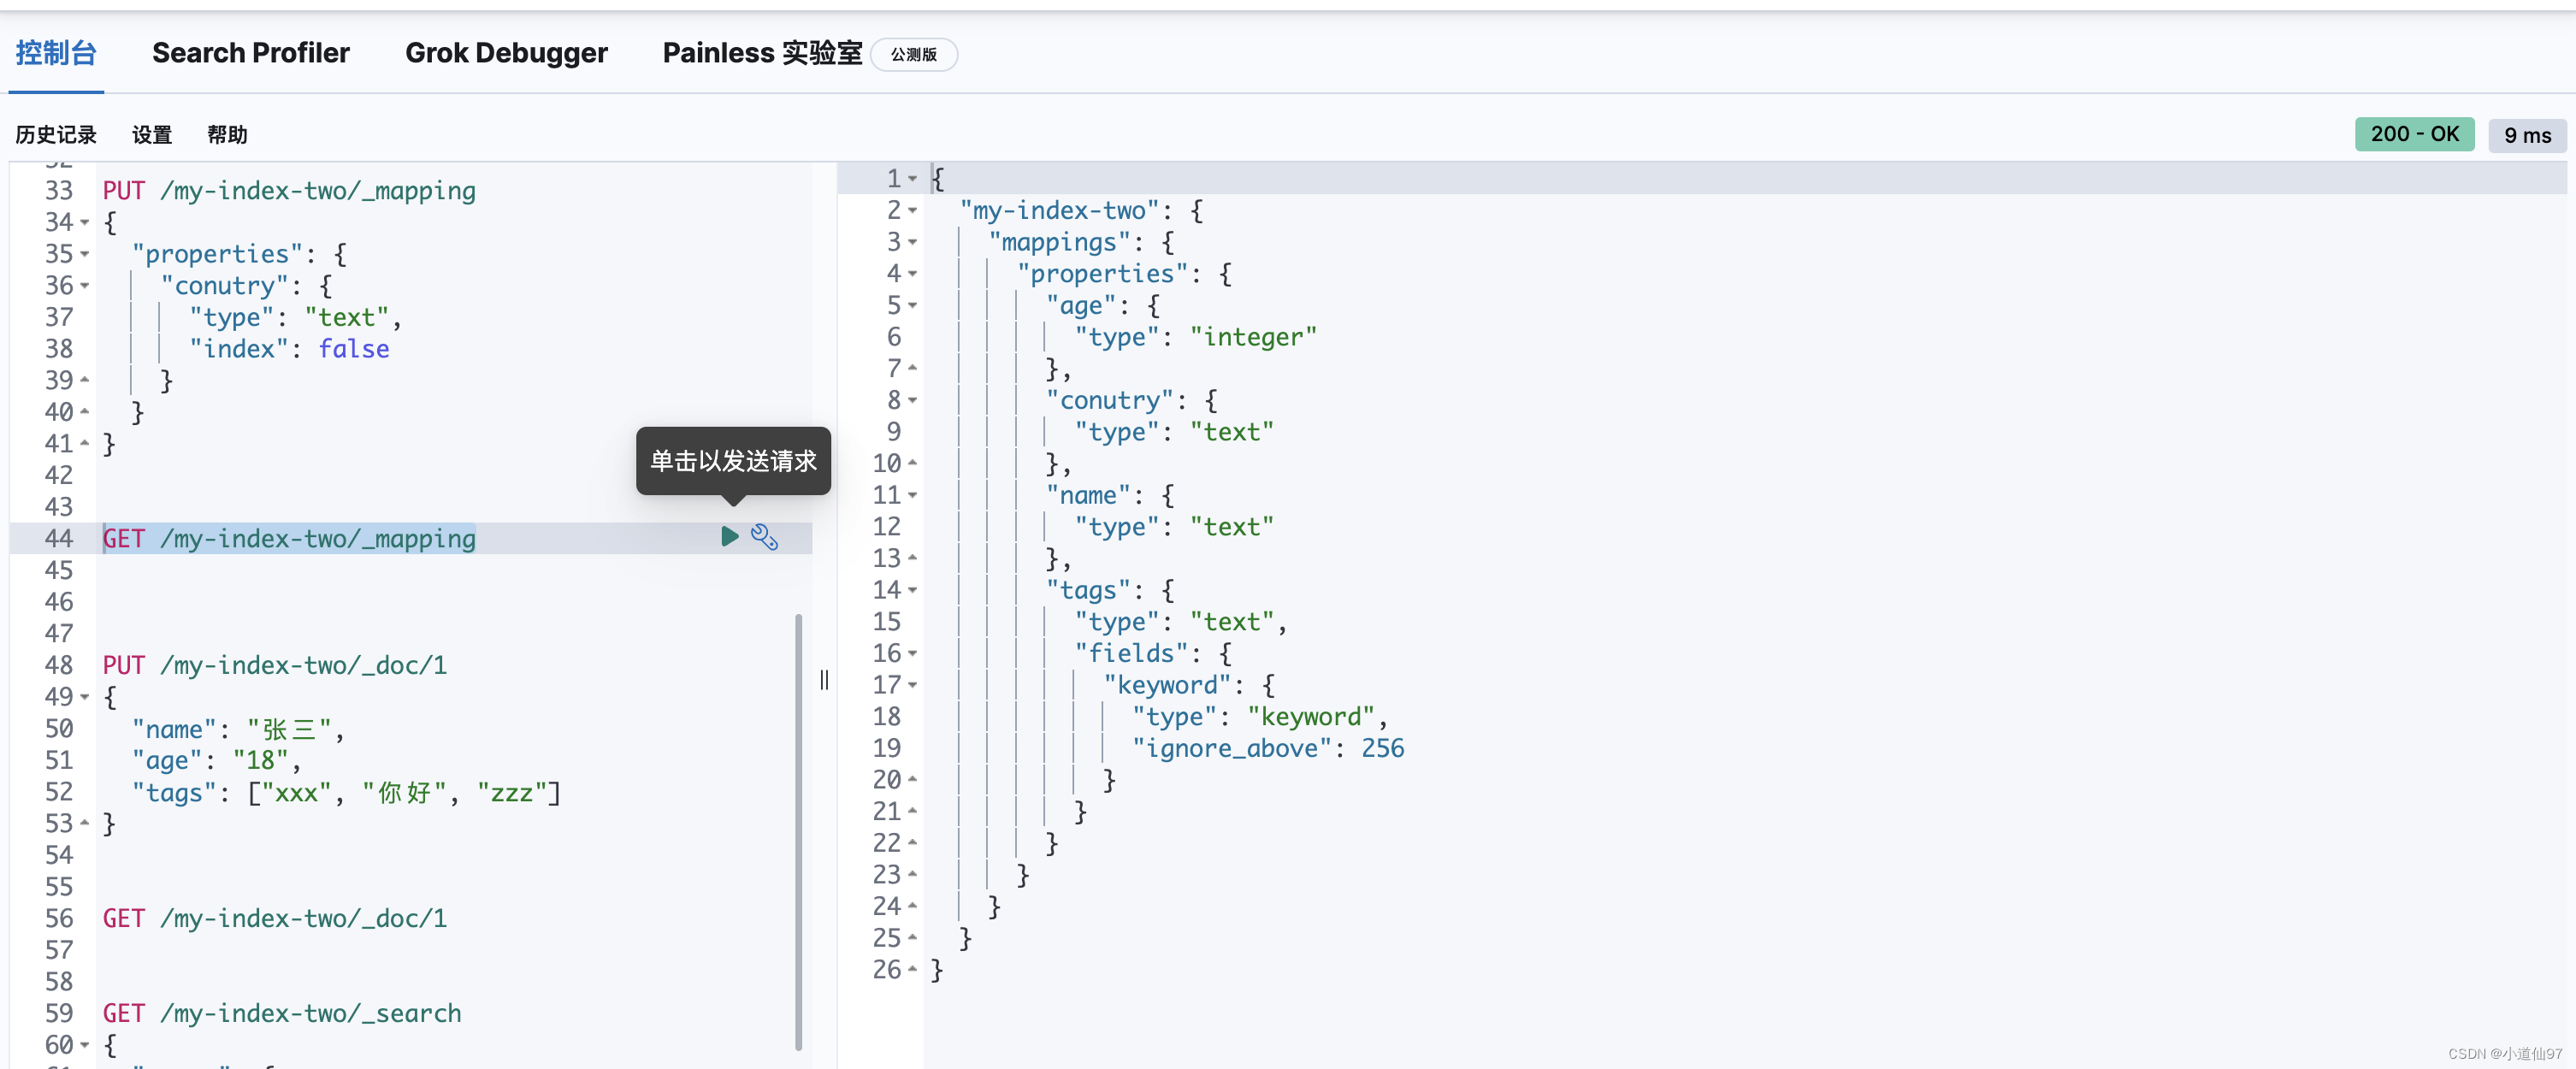 控制台 Search Profiler Grok Debugger Painless 实验室 公测版
历史记录 设置 帮助 200 - OK 9 ms
32
33 PUT /my-index-two/_mapping
34 {
35 "properties": {
36 "conutry": {
37 "type": "text",
38 "index": false
39 }
40 }
41 }
42
43
44 GET /my-index-two/_mapping
45
46
47
48 PUT /my-index-two/_doc/1
49 {
50 "name": "张三",
51 "age": "18",
52 "tags": ["xxx", "你好", "zzz"]
53 }
54
55
56 GET /my-index-two/_doc/1
57
58
59 GET /my-index-two/_search
60 {
单击以发送请求
1 {
2 "my-index-two": {
3 "mappings": {
4 "properties": {
5 "age": {
6 "type": "integer"
7 },
8 "conutry": {
9 "type": "text"
10 },
11 "name": {
12 "type": "text"
13 },
14 "tags": {
15 "type": "text",
16 "fields": {
17 "keyword": {
18 "type": "keyword",
19 "ignore_above": 256
20 }
21 }
22 }
23 }
24 }
25 }
26 }
CSDN @小道仙97